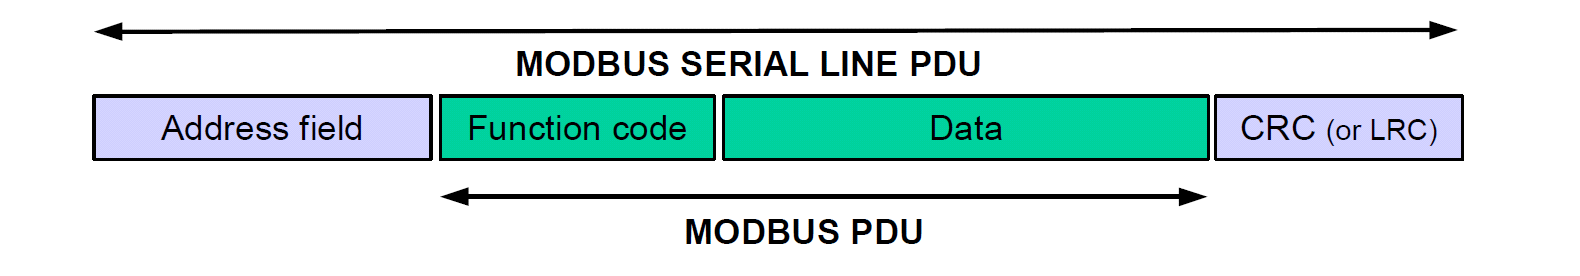 MODBUS SERIAL LINE PDU
Address field Function code Data CRC (or LRC)
MODBUS PDU